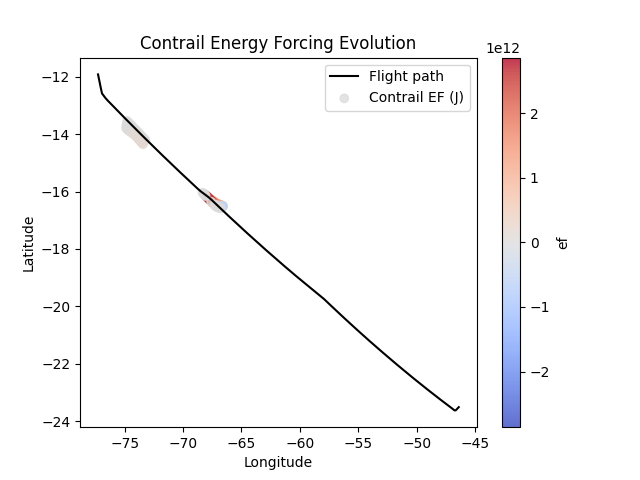 Contrail Energy Forcing Evolution
1e12
Flight path
Contrail EF (J)
−12
−14
−16
−18
−20
−22
−24
Latitude
−75
−70
−65
−60
−55
−50
−45
Longitude
2
1
0
−1
−2
ef